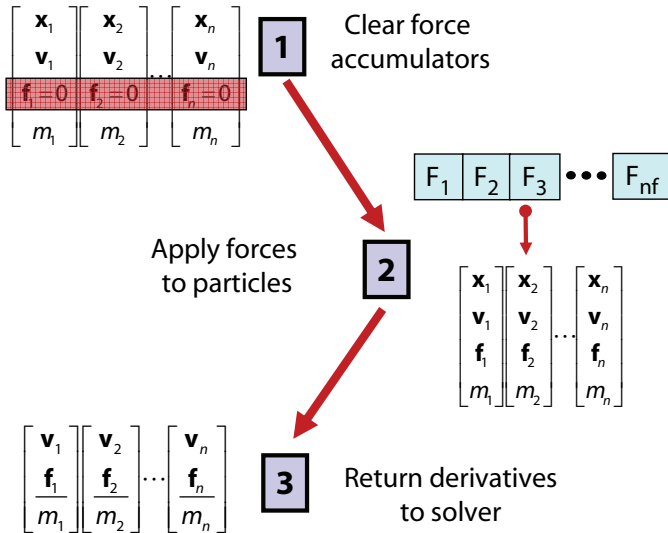 x1 x2 xn
v1 v2 ... vn
f1=0 f2=0 fn=0
m1 m2 mn
1
Clear force
accumulators
F1 F2 F3 ••• Fnf
Apply forces
to particles
2
x1 x2 xn
v1 v2 vn
f1 f2 ... fn
m1 m2 mn
v1 v2 ... vn
f1/m1 f2/m2 fn/mn
3
Return derivatives
to solver